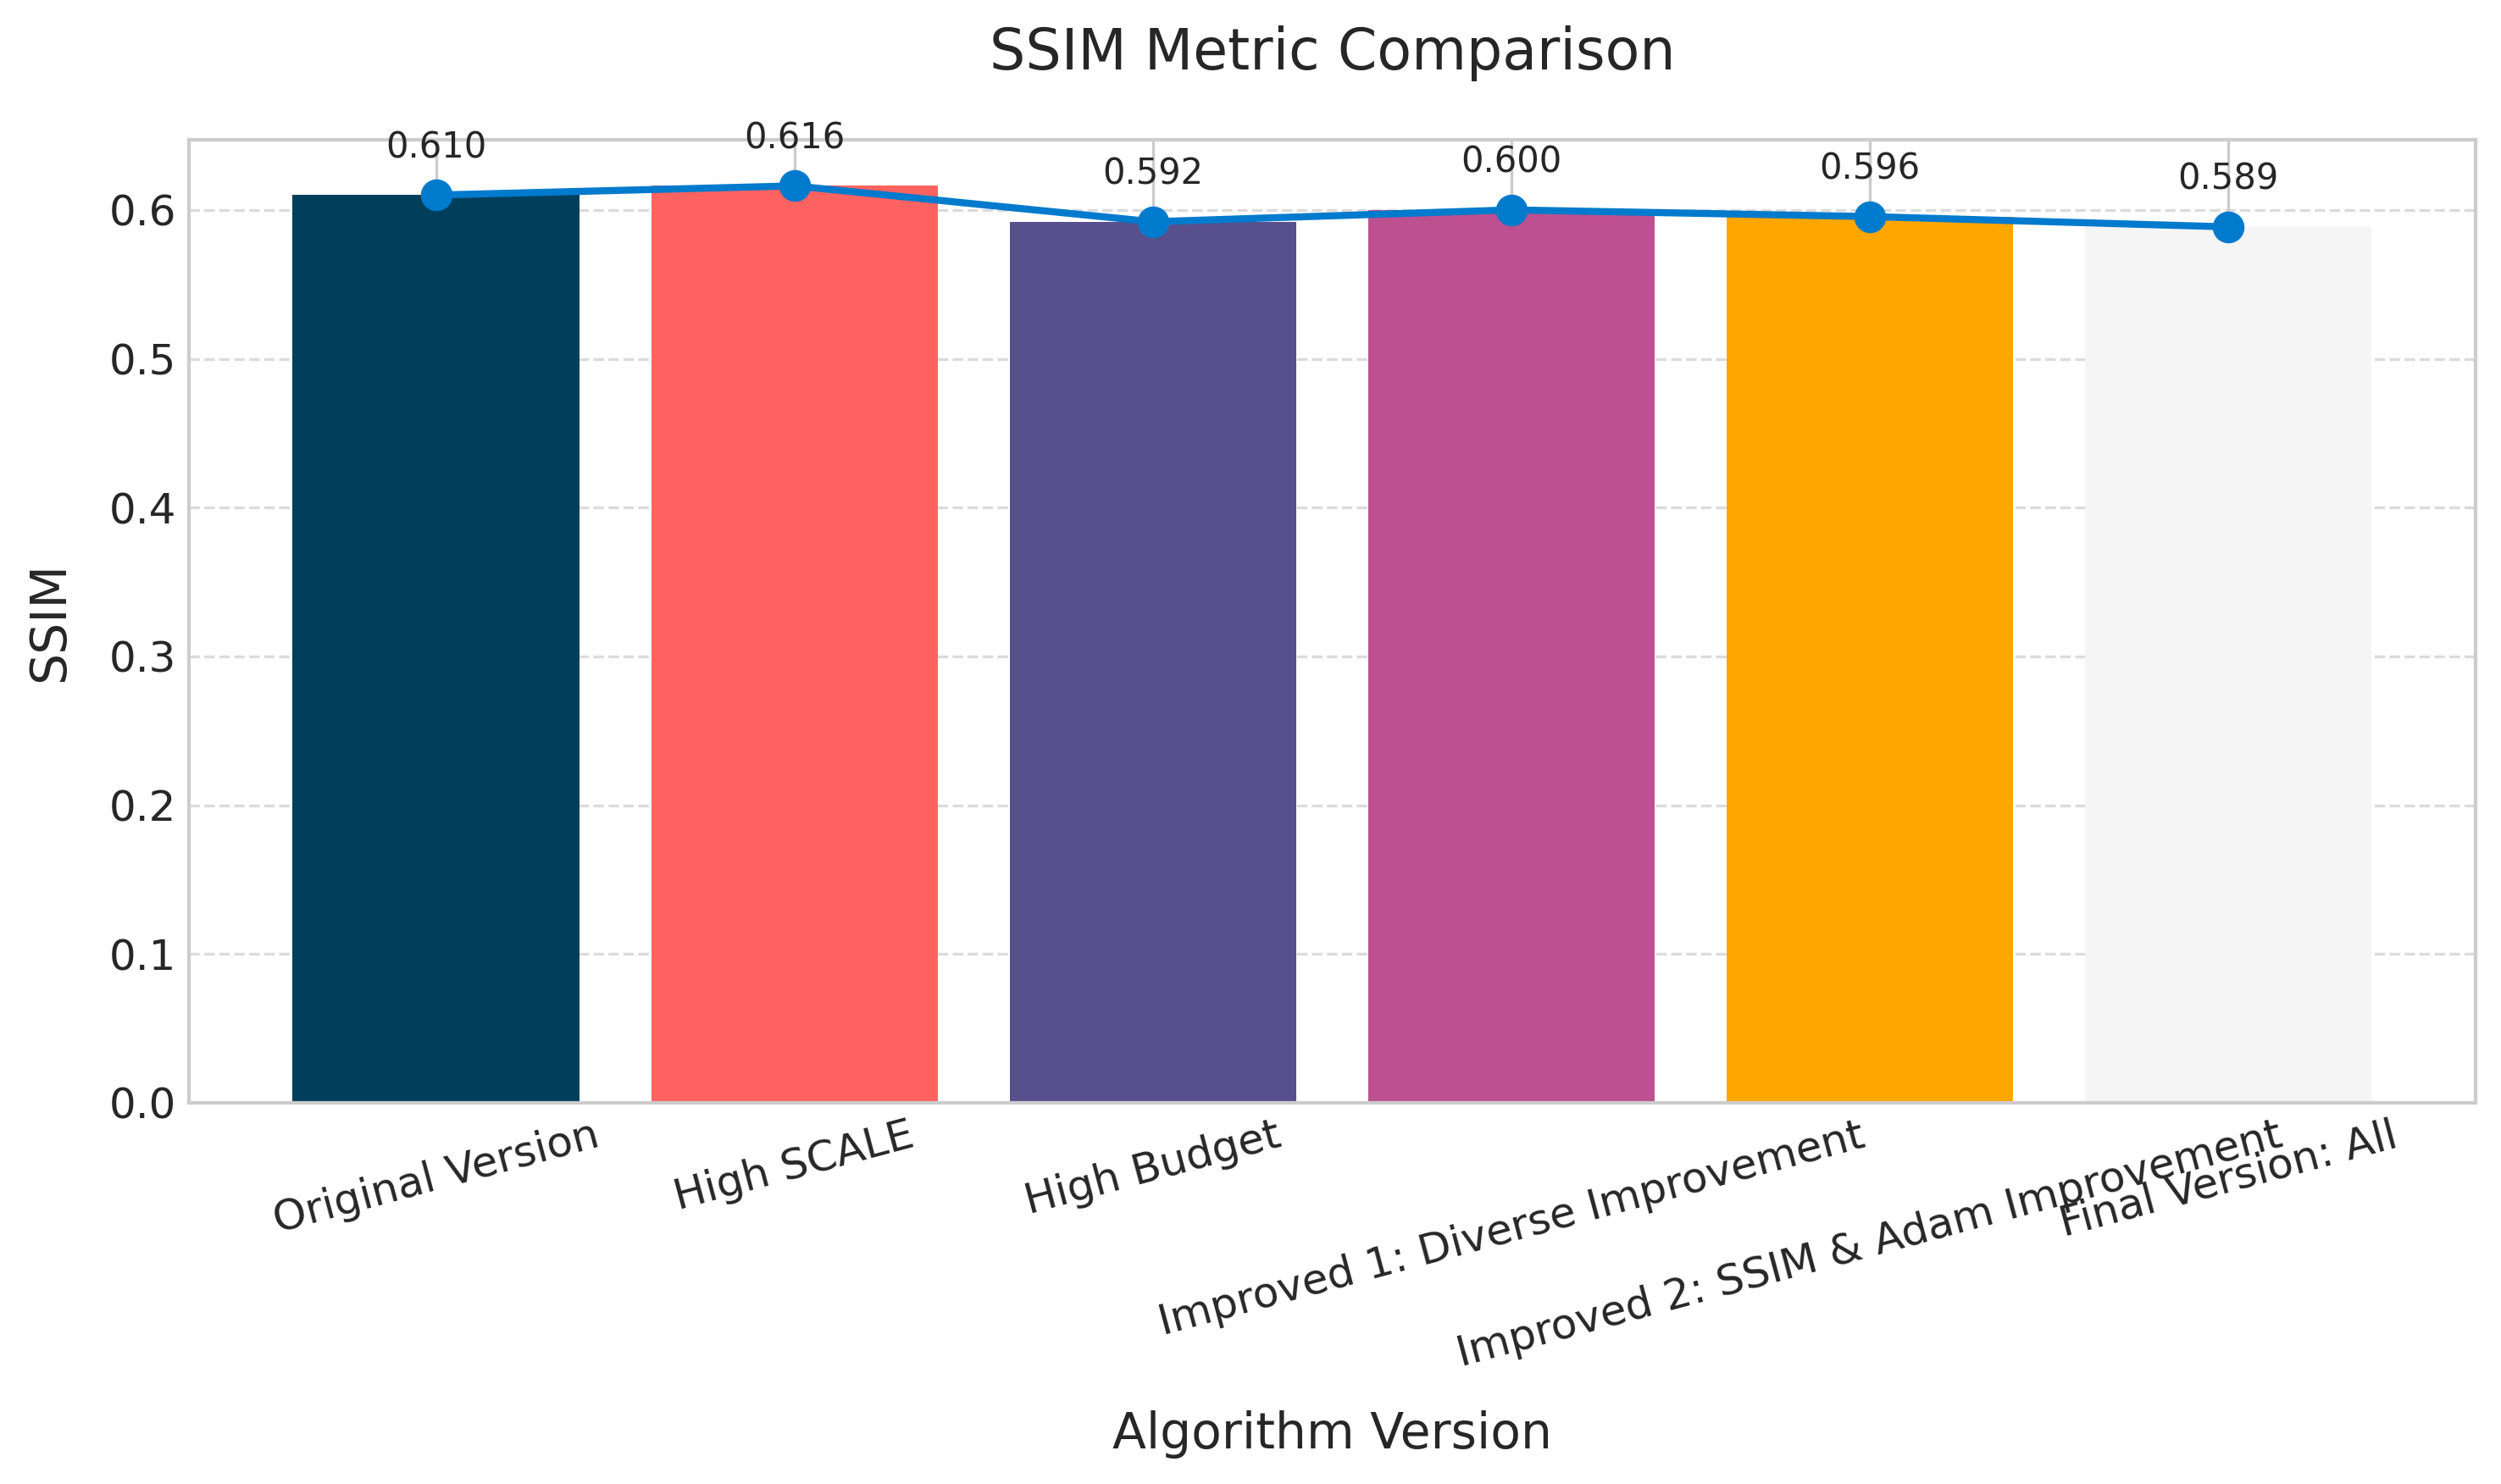 SSIM Metric Comparison
0.610
0.616
0.592
0.600
0.596
0.589
0.6
0.5
0.4
0.3
0.2
0.1
0.0
SSIM
Original Version
High SCALE
High Budget
Improved 1: Diverse Improvement
Improved 2: SSIM & Adam Improvement
Final Version: All
Algorithm Version